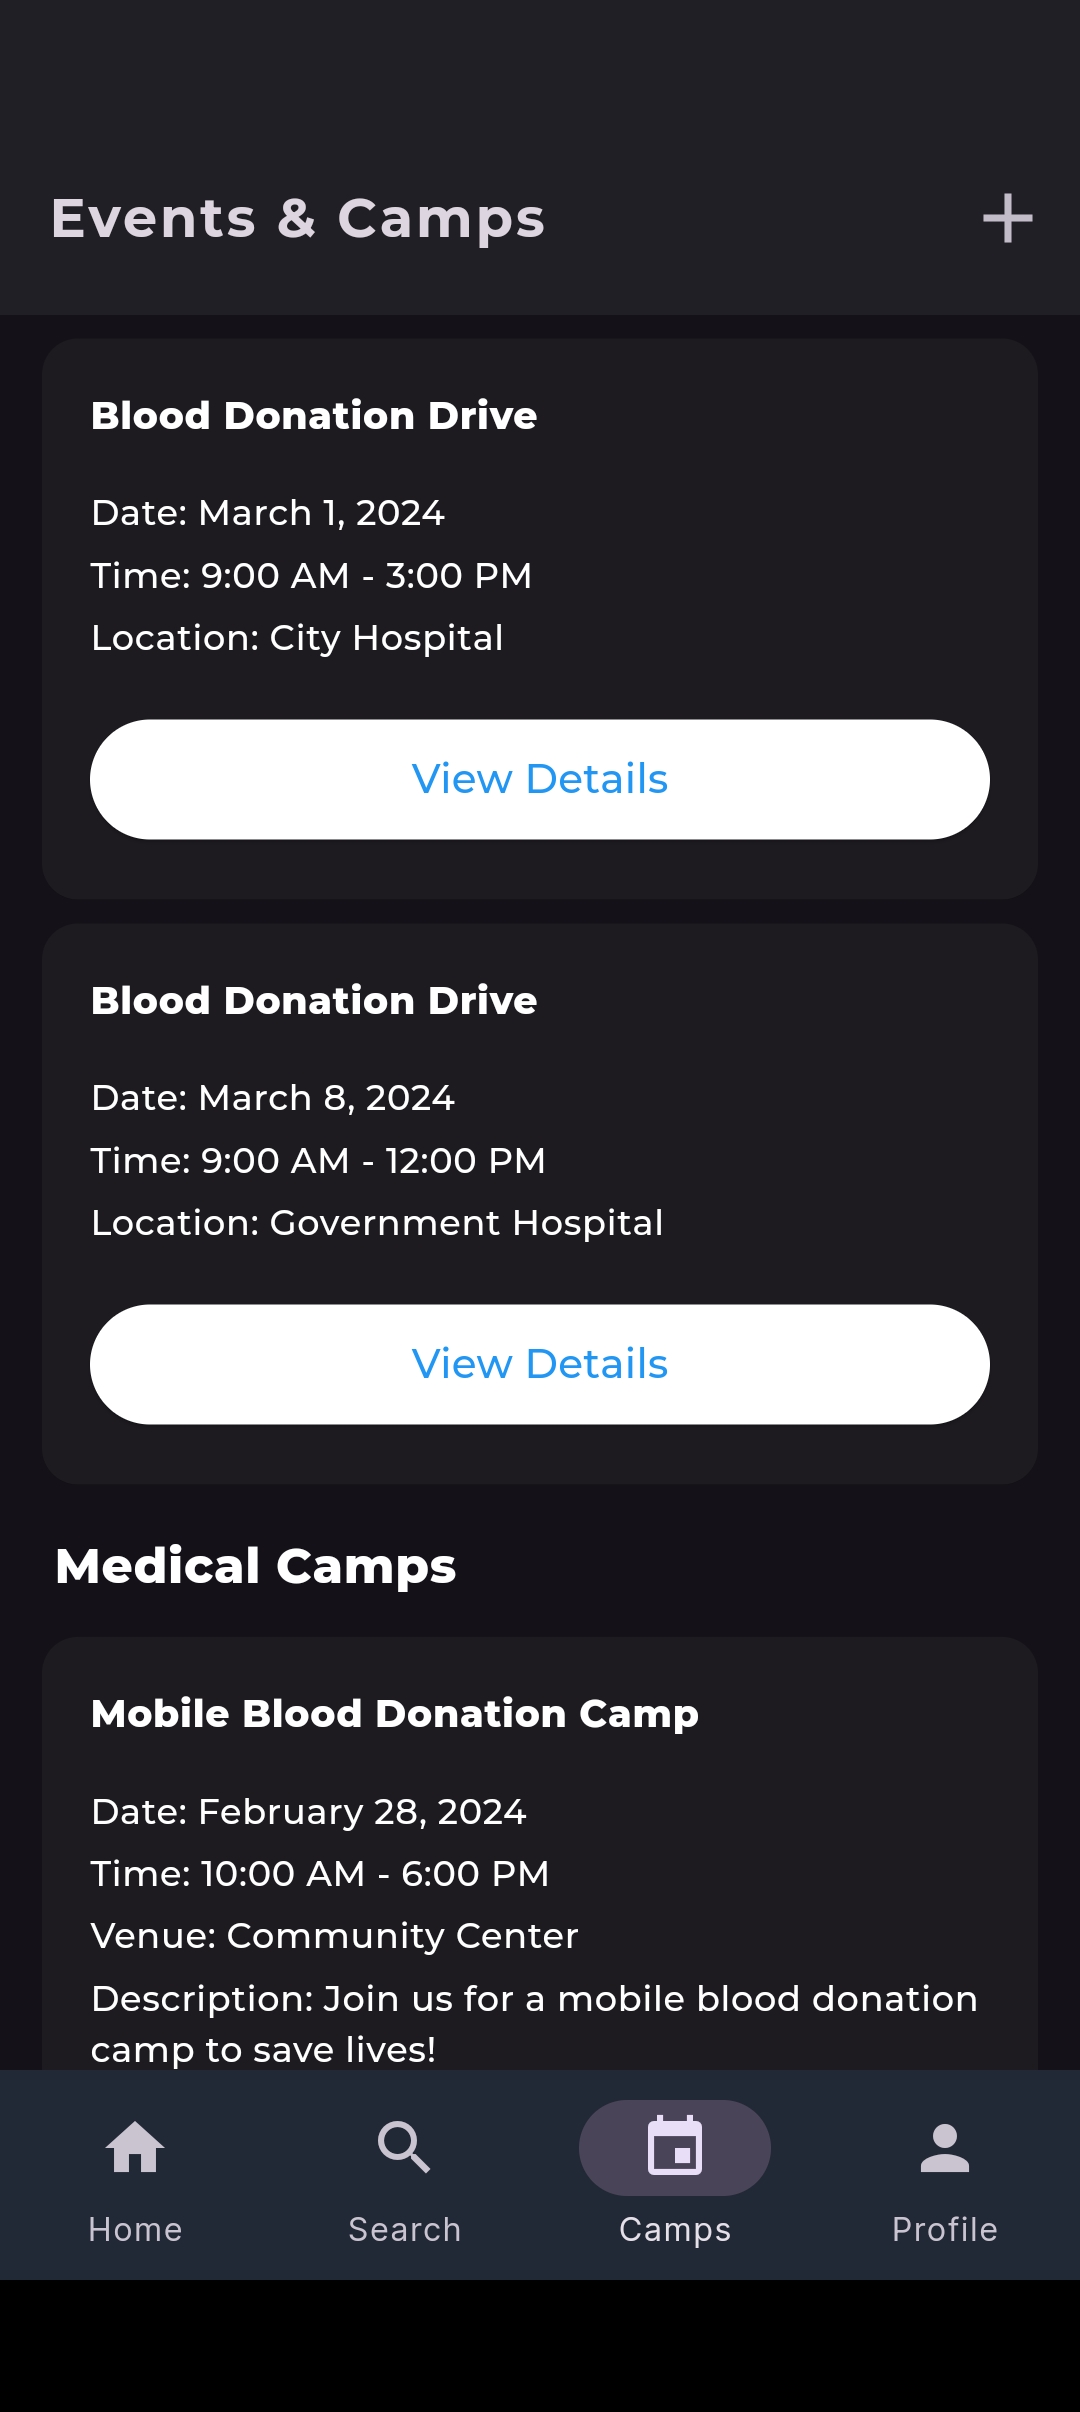 Events & Camps
Blood Donation Drive
Date: March 1, 2024
Time: 9:00 AM - 3:00 PM
Location: City Hospital
View Details
Blood Donation Drive
Date: March 8, 2024
Time: 9:00 AM - 12:00 PM
Location: Government Hospital
View Details
Medical Camps
Mobile Blood Donation Camp
Date: February 28, 2024
Time: 10:00 AM - 6:00 PM
Venue: Community Center
Description: Join us for a mobile blood donation
camp to save lives!
Home
Search
Camps
Profile